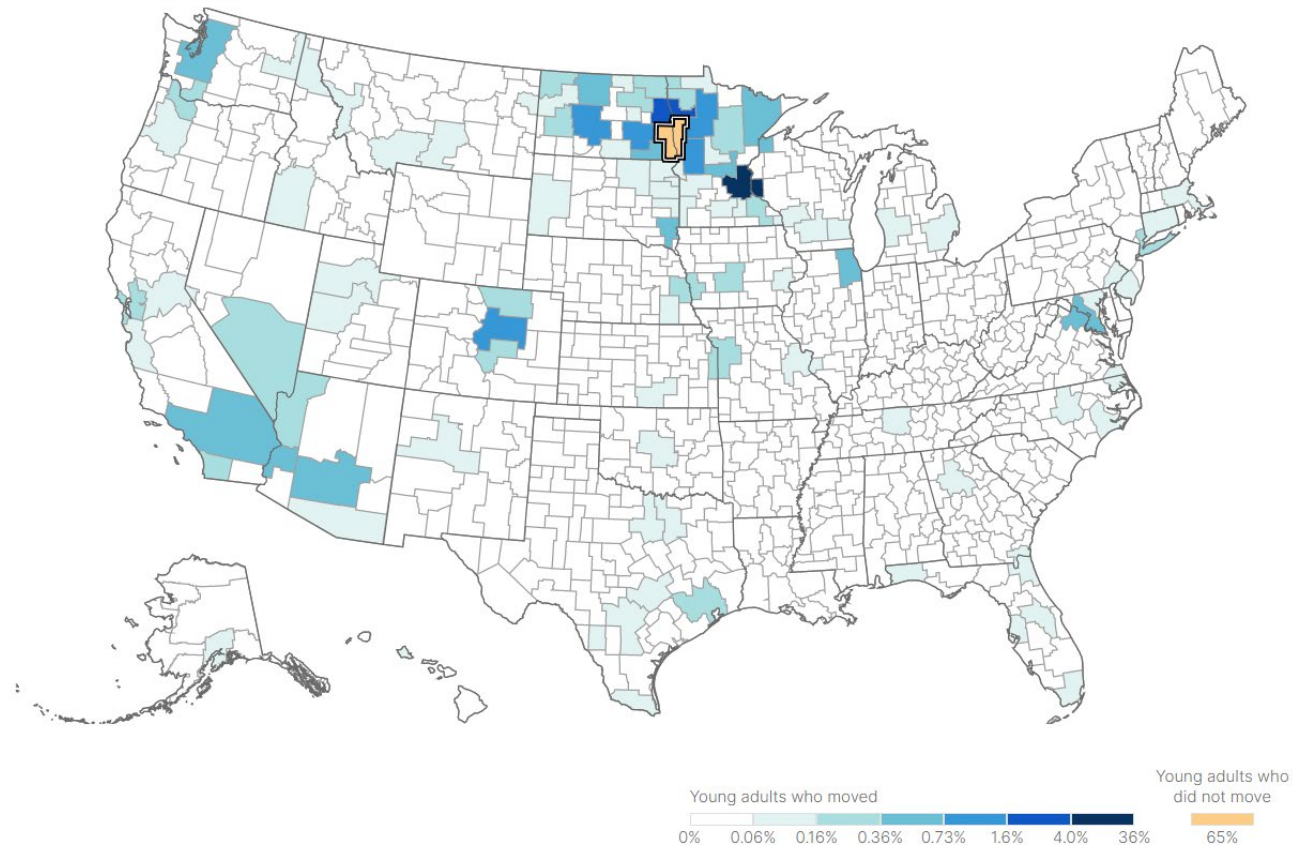 Young adults who moved
0% 0.06% 0.16% 0.36% 0.73% 1.6% 4.0% 36%
Young adults who
did not move
65%